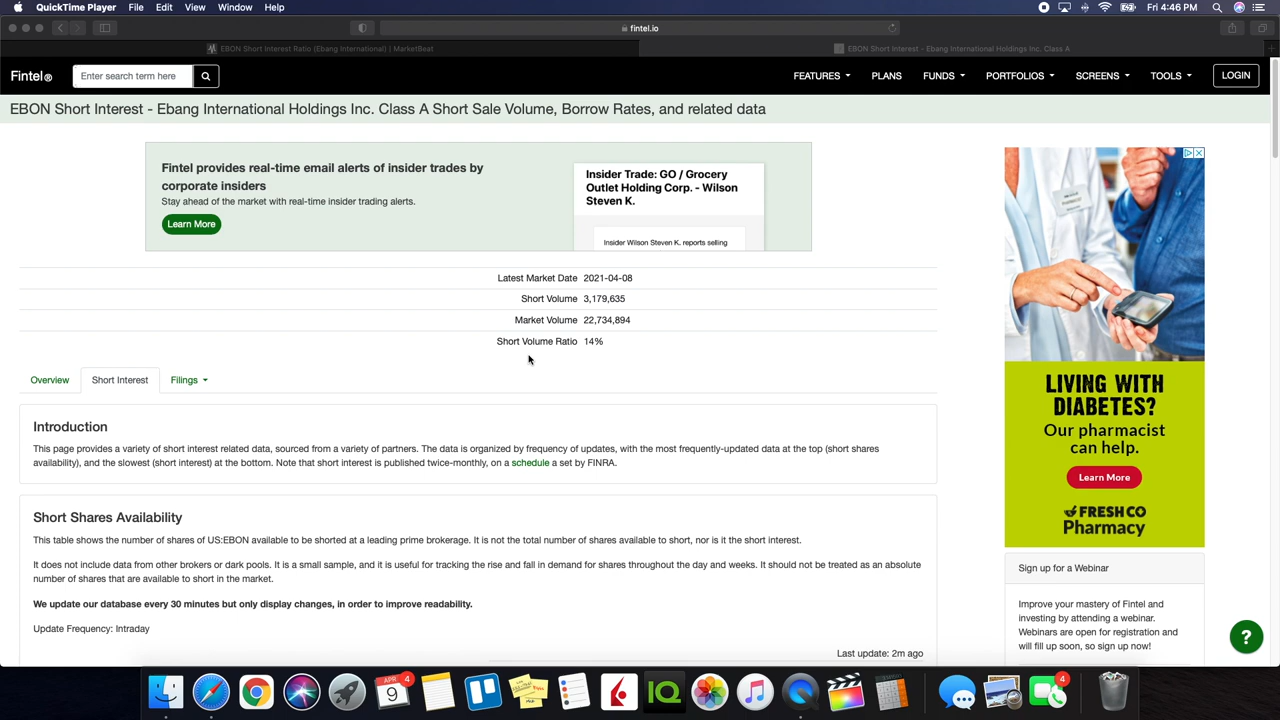 QuickTime Player File Edit View Window Help
Fri 4:46 PM
fintel.io
EBON Short Interest Ratio (Ebang International) | MarketBeat
EBON Short Interest - Ebang International Holdings Inc. Class A
Fintel
Enter search term here
FEATURES PLANS FUNDS PORTFOLIOS SCREENS TOOLS LOGIN
EBON Short Interest - Ebang International Holdings Inc. Class A Short Sale Volume, Borrow Rates, and related data
Fintel provides real-time email alerts of insider trades by
corporate insiders
Stay ahead of the market with real-time insider trading alerts.
Learn More
Insider Trade: GO / Grocery
Outlet Holding Corp. - Wilson
Steven K.
Insider Wilson Steven K. reports selling
Latest Market Date 2021-04-08
Short Volume 3,179,635
Market Volume 22,734,894
Short Volume Ratio 14%
Overview Short Interest Filings
Introduction
This page provides a variety of short interest related data, sourced from a variety of partners. The data is organized by frequency of updates, with the most frequently-updated data at the top (short shares
availability), and the slowest (short interest) at the bottom. Note that short interest is published twice-monthly, on a schedule a set by FINRA.
Short Shares Availability
This table shows the number of shares of US:EBON available to be shorted at a leading prime brokerage. It is not the total number of shares available to short, nor is it the short interest.
It does not include data from other brokers or dark pools. It is a small sample, and it is useful for tracking the rise and fall in demand for shares throughout the day and weeks. It should not be treated as an absolute
number of shares that are available to short in the market.
We update our database every 30 minutes but only display changes, in order to improve readability.
Update Frequency: Intraday
Last update: 2m ago
LIVING WITH
DIABETES?
Our pharmacist
can help.
Learn More
FRESHCO
Pharmacy
Sign up for a Webinar
Improve your mastery of Fintel and
investing by attending a webinar.
Webinars are open for registration and
will fill up soon, so sign up now!
?
APR
9
4
IQ
4